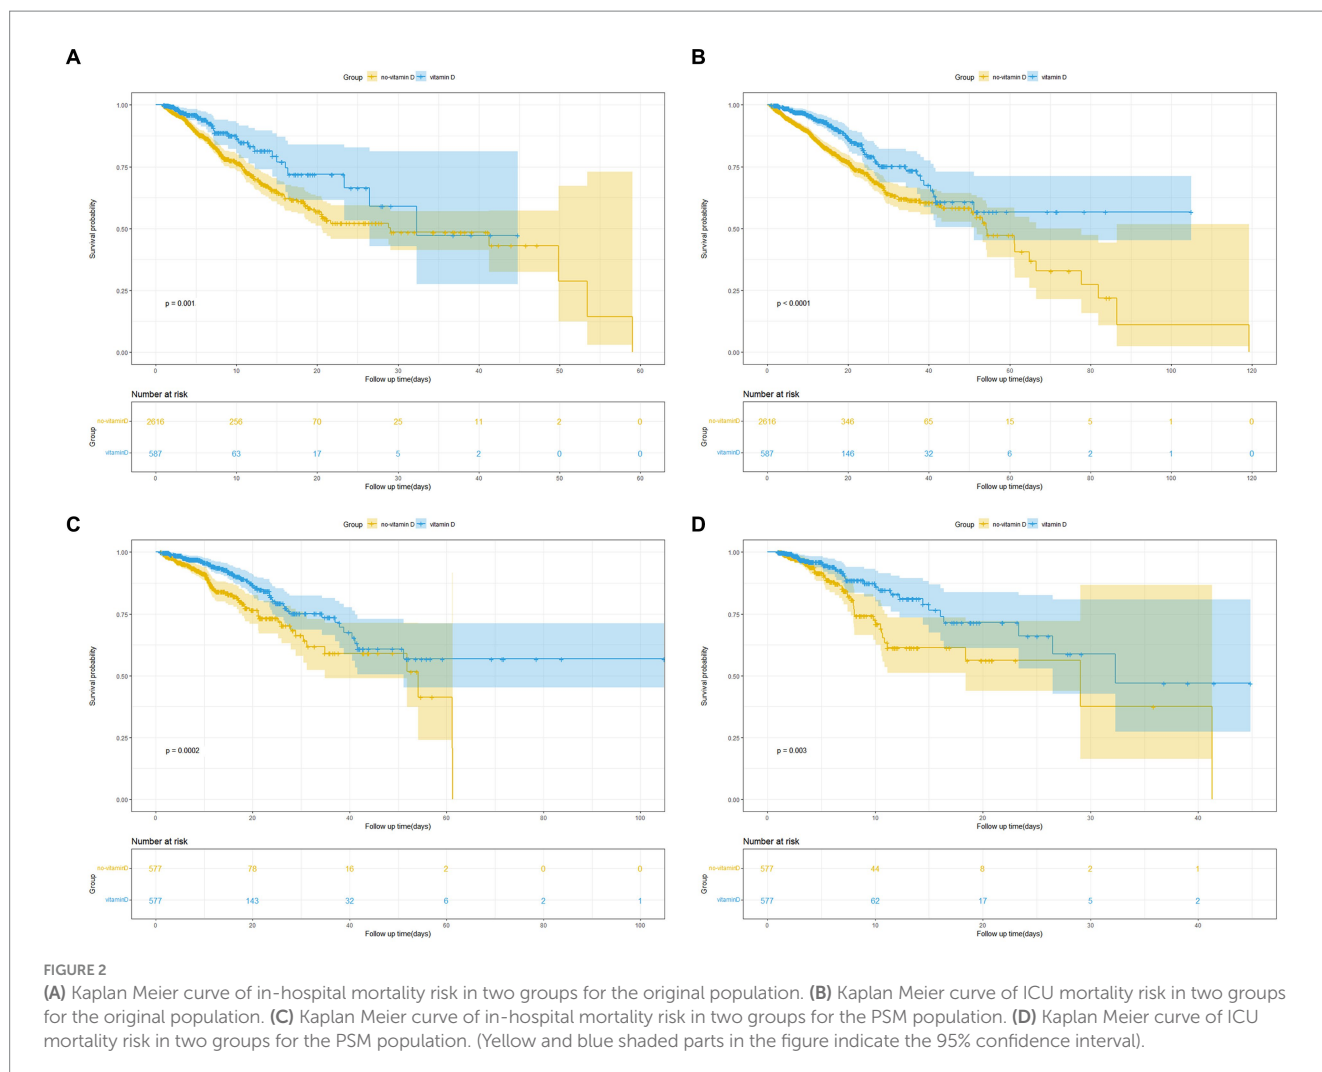 A
Group no-vitamin D vitamin D
1.00
0.75
0.50
0.25
0.00
Survival probability
p = 0.001
0 10 20 30 40 50 60
Follow up time(days)
Number at risk
Group
no-vitaminD 2616 256 70 25 11 2 0
vitaminD 587 63 17 5 2 0 0
0 10 20 30 40 50 60
Follow up time(days)
B
Group no-vitamin D vitamin D
1.00
0.75
0.50
0.25
0.00
Survival probability
p < 0.0001
0 20 40 60 80 100 120
Follow up time(days)
Number at risk
Group
no-vitaminD 2616 346 65 15 5 1 0
vitaminD 587 146 32 6 2 1 0
0 20 40 60 80 100 120
Follow up time(days)
C
Group no-vitamin D vitamin D
1.00
0.75
0.50
0.25
0.00
Survival probability
p = 0.0002
0 20 40 60 80 100
Follow up time(days)
Number at risk
Group
no-vitaminD 577 78 16 2 0 0
vitaminD 577 143 32 6 2 1
0 20 40 60 80 100
Follow up time(days)
D
Group no-vitamin D vitamin D
1.00
0.75
0.50
0.25
0.00
Survival probability
p = 0.003
0 10 20 30 40
Follow up time(days)
Number at risk
Group
no-vitaminD 577 44 8 2 1
vitaminD 577 62 17 5 2
0 10 20 30 40
Follow up time(days)
FIGURE 2
(A) Kaplan Meier curve of in-hospital mortality risk in two groups for the original population. (B) Kaplan Meier curve of ICU mortality risk in two groups
for the original population. (C) Kaplan Meier curve of in-hospital mortality risk in two groups for the PSM population. (D) Kaplan Meier curve of ICU
mortality risk in two groups for the PSM population. (Yellow and blue shaded parts in the figure indicate the 95% confidence interval).